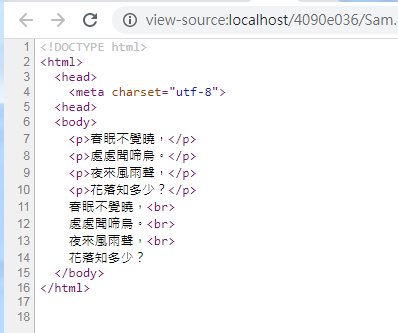 view-source:localhost/4090e036/Sam.
1 <!DOCTYPE html>
2 <html>
3 <head>
4 <meta charset="utf-8">
5 <head>
6 <body>
7 <p>春眠不覺曉，</p>
8 <p>處處聞啼鳥。</p>
9 <p>夜來風雨聲，</p>
10 <p>花落知多少？</p>
11 春眠不覺曉，<br>
12 處處聞啼鳥。<br>
13 夜來風雨聲，<br>
14 花落知多少？
15 </body>
16 </html>
17
18